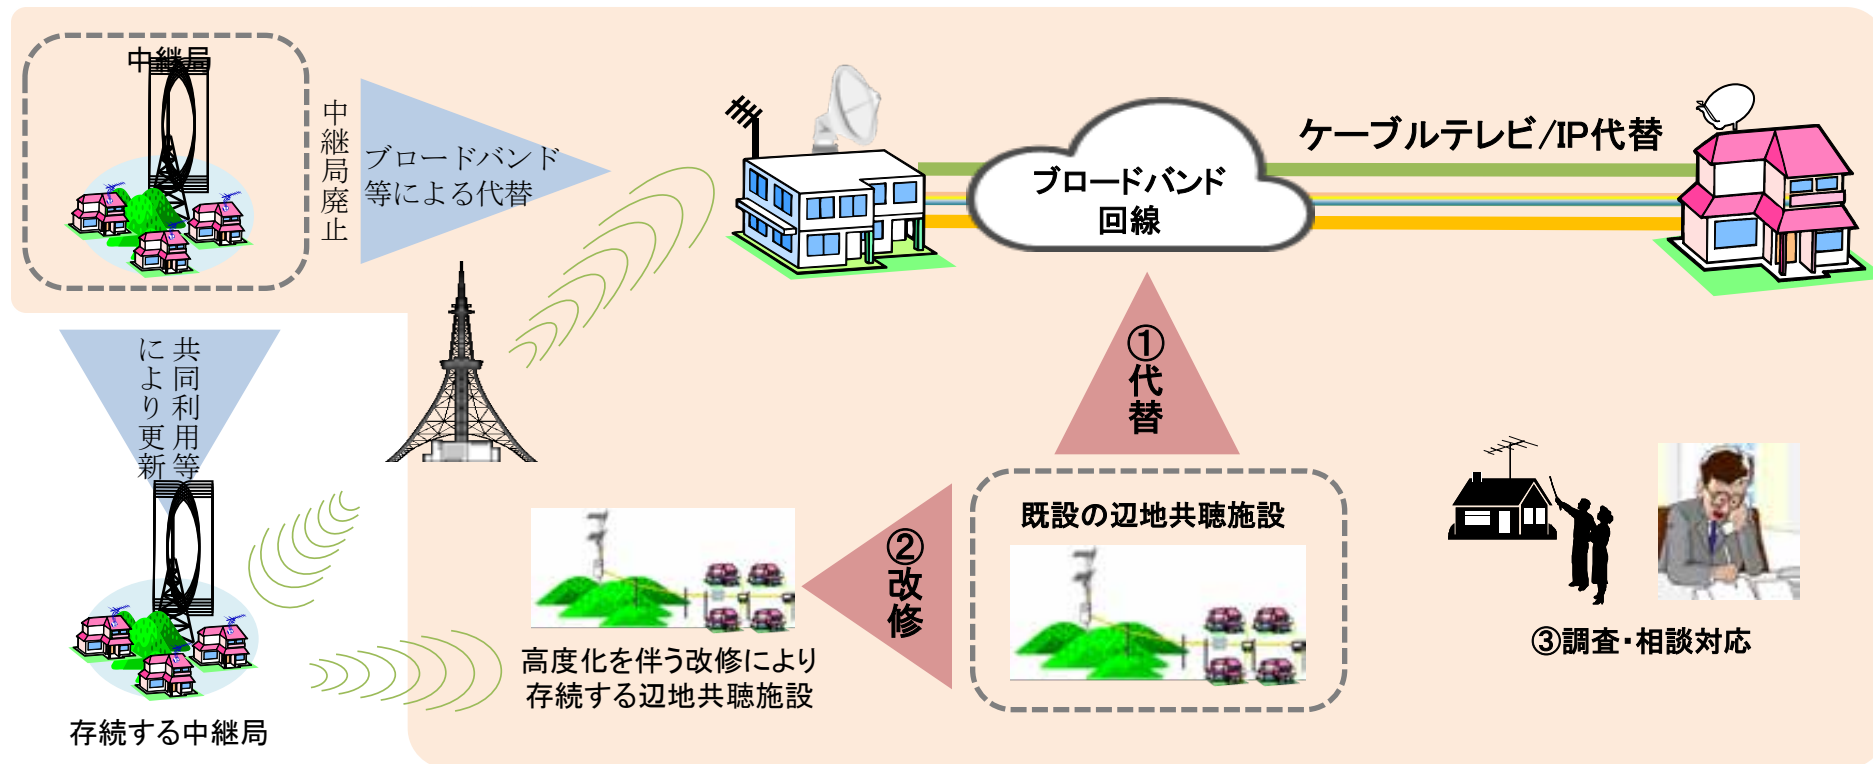 中継局
中継局廃止
ブロードバンド
等による代替
ケーブルテレビ/IP代替
ブロードバンド
回線
共同利用等
により更新
①代替
既設の辺地共聴施設
②改修
高度化を伴う改修により
存続する辺地共聴施設
③調査・相談対応
存続する中継局